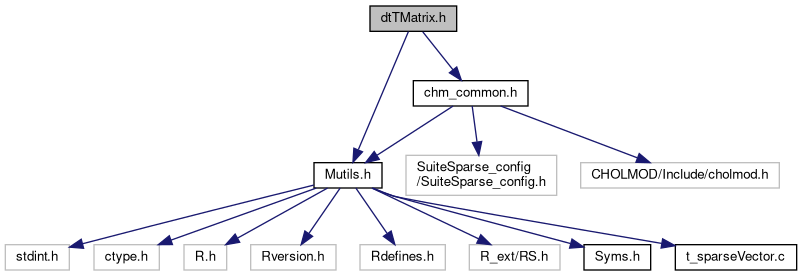 dtTMatrix.h
chm_common.h
Mutils.h
SuiteSparse_config
/SuiteSparse_config.h
CHOLMOD/Include/cholmod.h
stdint.h
ctype.h
R.h
Rversion.h
Rdefines.h
R_ext/RS.h
Syms.h
t_sparseVector.c